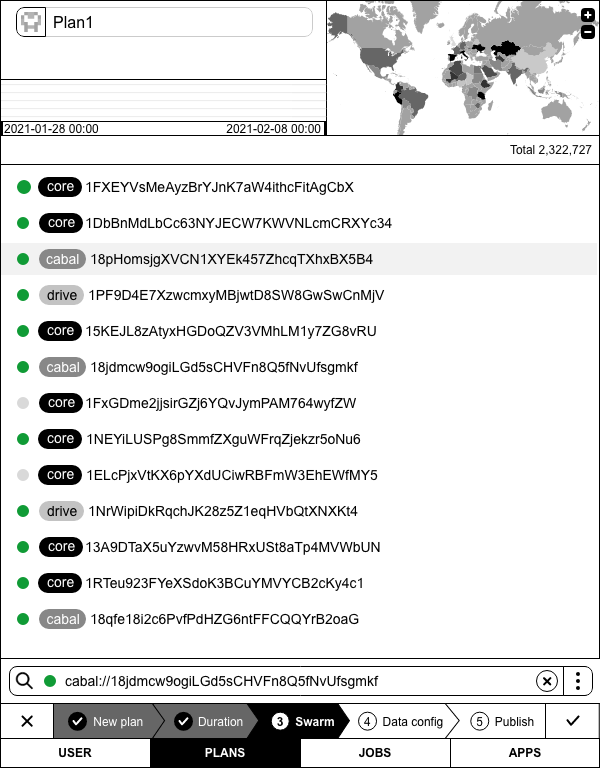 Plan1
2021-01-28 00:00 2021-02-08 00:00
Total 2,322,727
core 1FXEYVsMeAyzBrYJnK7aW4ithcFitAgCbX
core 1DbBnMdLbCc63NYJECW7KWVNLcmCRXYc34
cabal 18pHomsjgXVCN1XYEk457ZhcqTXhxBX5B4
drive 1PF9D4E7XzwcmxyMBjwtD8SW8GwSwCnMjV
core 15KEJL8zAtyxHGDoQZV3VMhLM1y7ZG8vRU
cabal 18jdmcw9ogiLGd5sCHVFn8Q5fNvUfsgmkf
core 1FxGDme2jjsirGZj6YQvJymPAM764wyfZW
core 1NEYiLUSPg8SmmfZXguWFrqZjekzr5oNu6
core 1ELcPjxVtKX6pYXdUCiwRBFmW3EhEWfMY5
drive 1NrWipiDkRqchJK28z5Z1eqHVbQtXNXKt4
core 13A9DTaX5uYzwvM58HRxUSt8aTp4MVWbUN
core 1RTeu923FYeXSdoK3BCuYMVYCB2cKy4c1
cabal 18qfe18i2c6PvfPdHZG6ntFFCQQYrB2oaG
cabal://18jdmcw9ogiLGd5sCHVFn8Q5fNvUfsgmkf
New plan Duration 3 Swarm 4 Data config 5 Publish
USER PLANS JOBS APPS